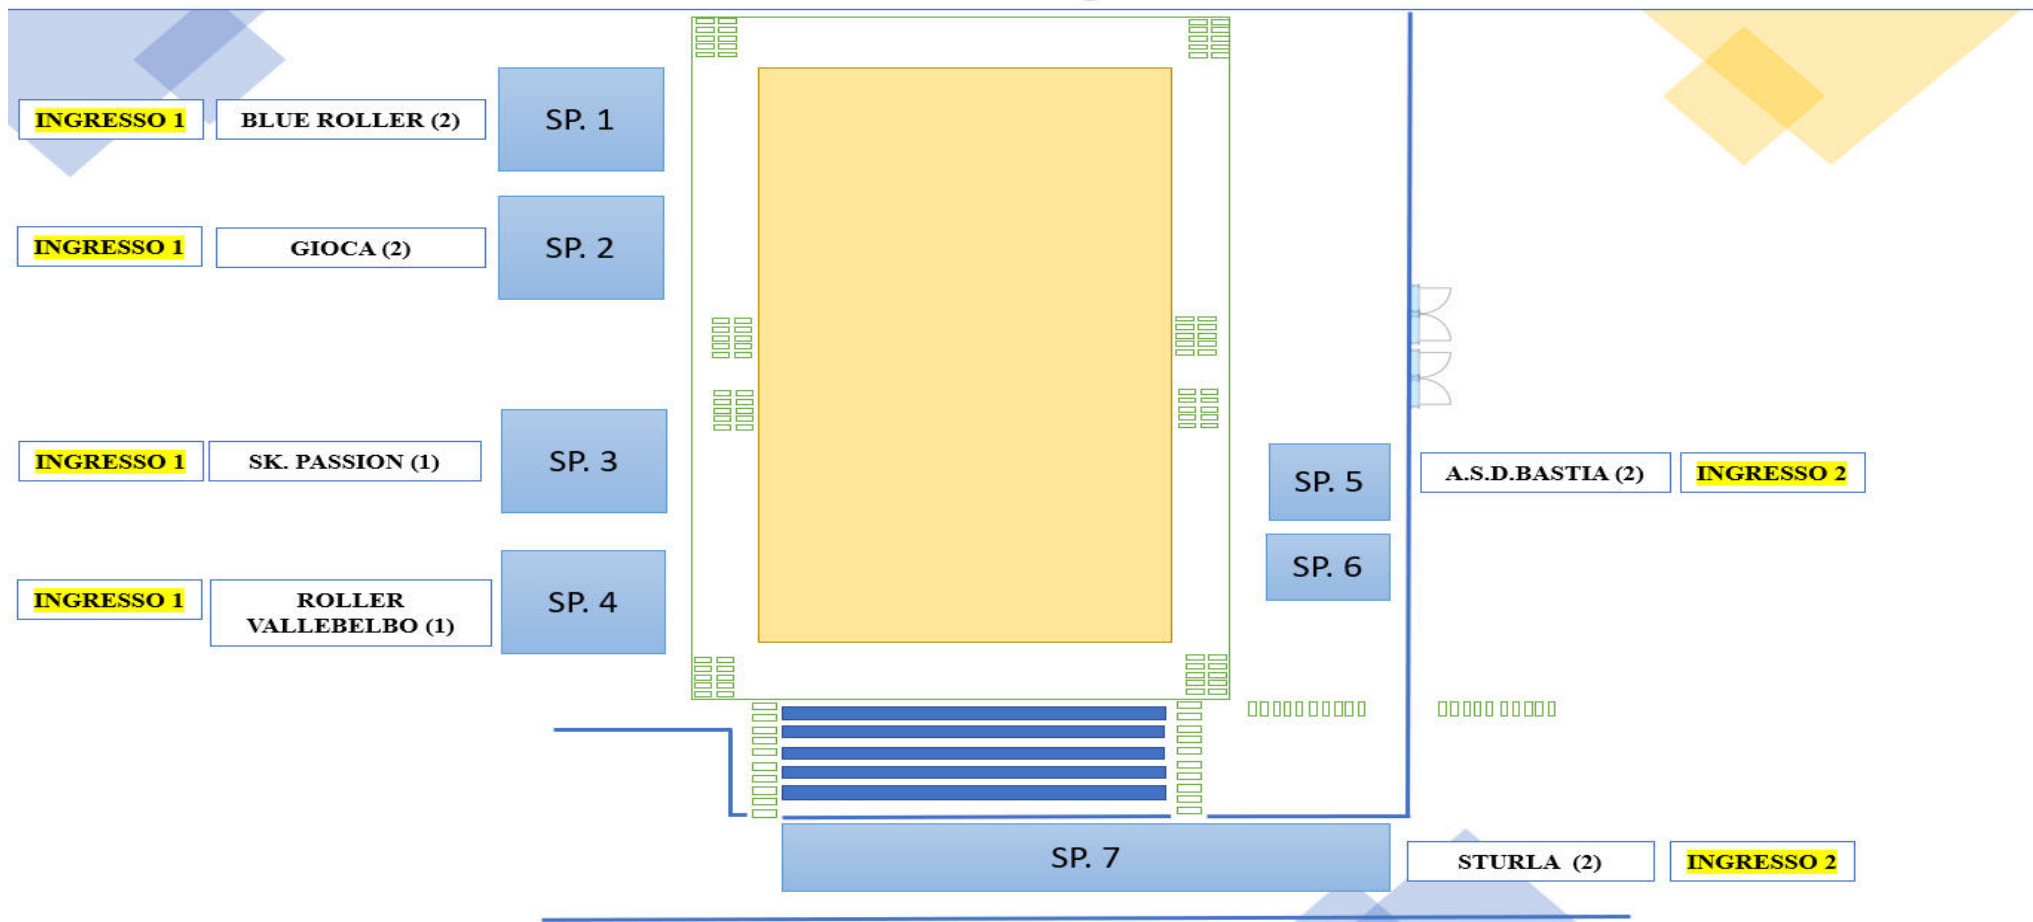 INGRESSO 1 BLUE ROLLER (2) SP. 1
INGRESSO 1 GIOCA (2) SP. 2
INGRESSO 1 SK. PASSION (1) SP. 3
SP. 5 A.S.D.BASTIA (2) INGRESSO 2
SP. 6
INGRESSO 1 ROLLER
VALLEBELBO (1) SP. 4
SP. 7 STURLA (2) INGRESSO 2